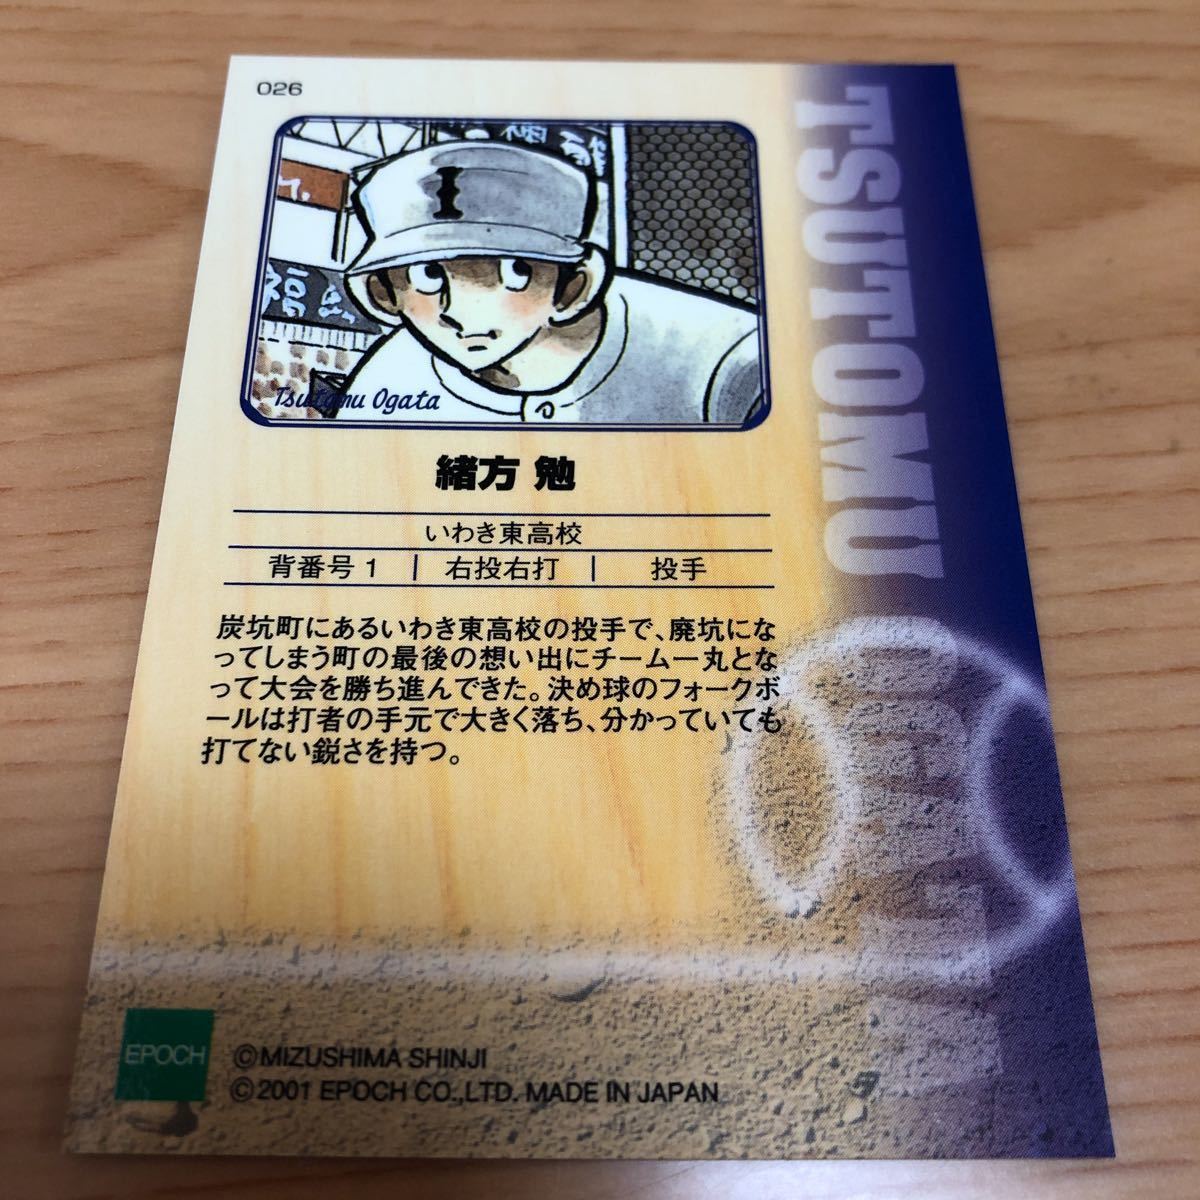 026
福島
Tsutomu Ogata
緒方 勉
いわき東高校
背番号 1 | 右投右打 | 投手
炭坑町にあるいわき東高校の投手で、廃坑にな
ってしまう町の最後の想い出にチーム一丸とな
って大会を勝ち進んできた。決め球のフォークボ
ールは打者の手元で大きく落ち、分かっていても
打てない鋭さを持つ。
TSUTOMU OGATA
EPOCH
©MIZUSHIMA SHINJI
©2001 EPOCH CO.,LTD. MADE IN JAPAN